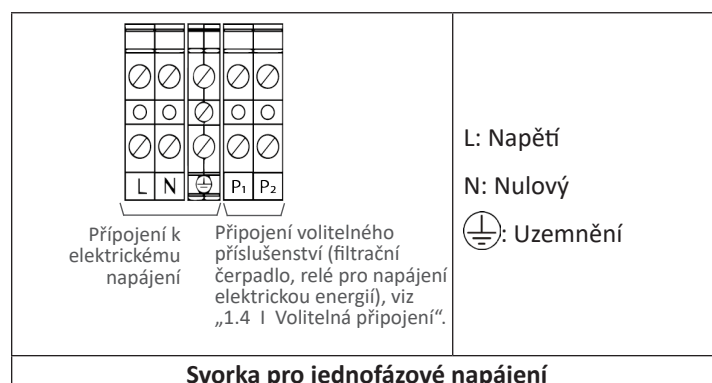 L N P₁ P₂
Přípojení k
elektrickému
napájení
Připojení volitelného
příslušenství (filtrační
čerpadlo, relé pro napájení
elektrickou energií), viz
„1.4 I Volitelná připojení“.
L: Napětí
N: Nulový
: Uzemnění
Svorka pro jednofázové napájení